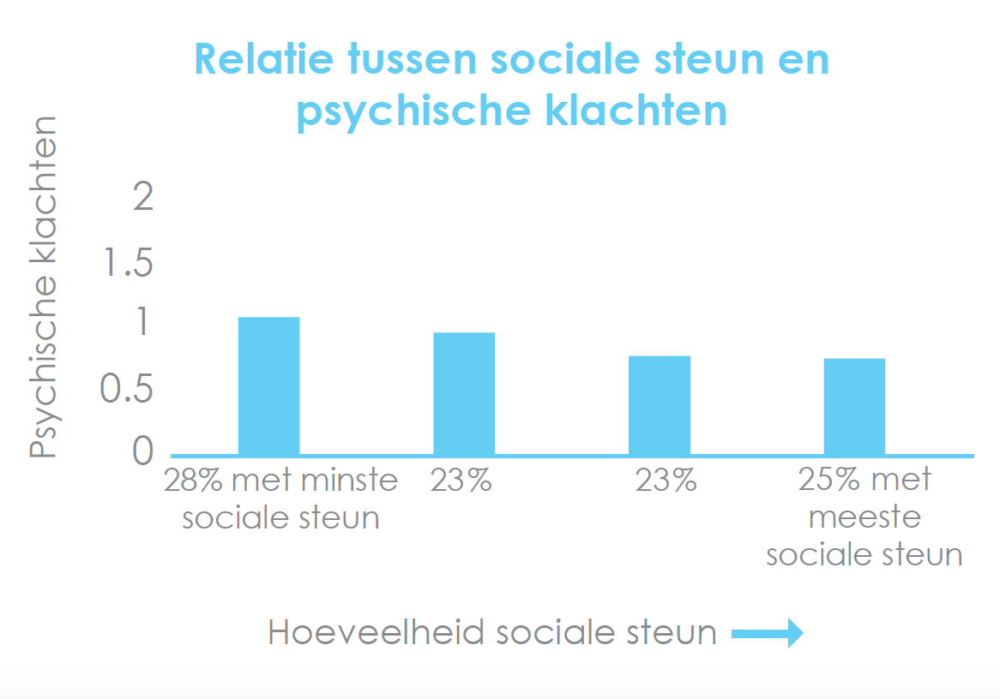 Relatie tussen sociale steun en
psychische klachten
Psychische klachten
2
1.5
1
0.5
0
28% met minste
sociale steun
23%
23%
25% met
meeste
sociale steun
Hoeveelheid sociale steun